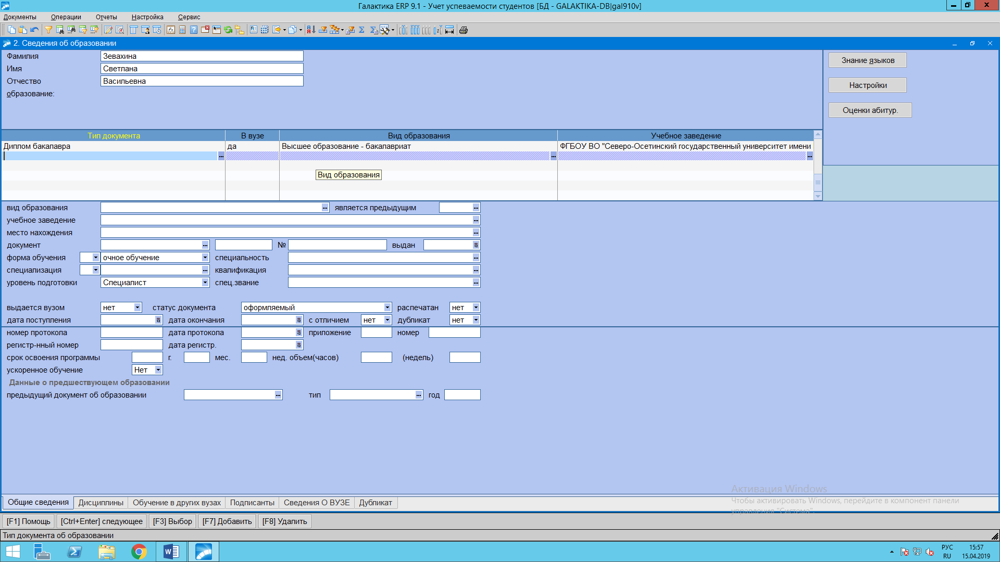 Галактика ERP 9.1 - Учет успеваемости студентов [БД - GALAKTIKA-DB|gal910v]
Документы Операции Отчеты Настройка Сервис
2. Сведения об образовании
Фамилия Зевахина
Знание языков
Имя Светлана
Отчество Васильевна
Настройки
образование:
Оценки абитур.
Тип документа В вузе Вид образования Учебное заведение
Диплом бакалавра да Высшее образование - бакалавриат ФГБОУ ВО "Северо-Осетинский государственный университет имени
Вид образования
вид образования является предыдущим
учебное заведение
место нахождения
документ № выдан
форма обучения очное обучение специальность
специализация квалификация
уровень подготовки Специалист спец.звание
выдается вузом нет статус документа оформляемый распечатан нет
дата поступления дата окончания с отличием нет дубликат нет
номер протокола дата протокола приложение номер
регистр-нный номер дата регистр.
срок освоения программы г. мес. нед. объем(часов) (недель)
ускоренное обучение Нет
Данные о предшествующем образовании
предыдущий документ об образовании тип год
Активация Windows
Чтобы активировать Windows, перейдите в компонент панели
управления "Система".
Общие сведения Дисциплины Обучение в других вузах Подписанты Сведения О ВУЗЕ Дубликат
[F1] Помощь [Ctrl+Enter] следующее [F3] Выбор [F7] Добавить [F8] Удалить
Тип документа об образовании
РУС 15:57
RU 15.04.2019